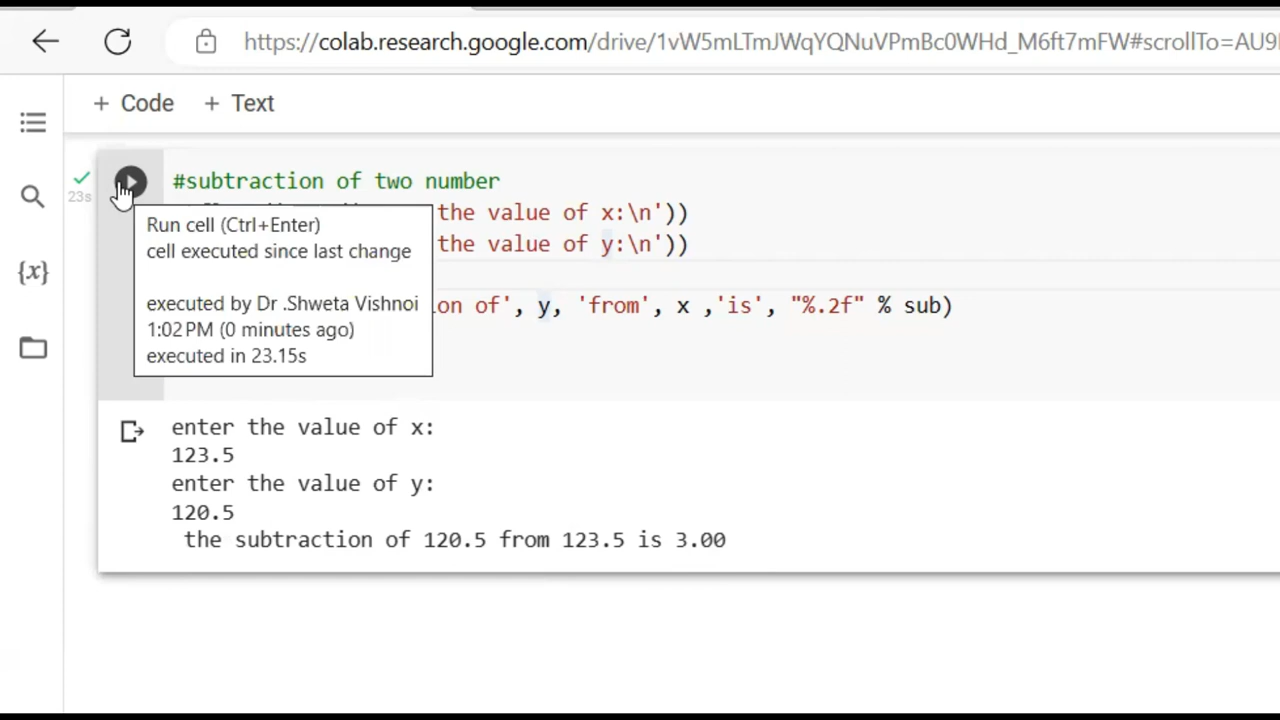 https://colab.research.google.com/drive/1vW5mLTmJWqYQNuVPmBc0WHd_M6ft7mFW#scrollTo=AU9
+ Code + Text
23s
#subtraction of two number
the value of x:\n'))
the value of y:\n'))
ion of', y, 'from', x ,'is', "%.2f" % sub)
Run cell (Ctrl+Enter)
cell executed since last change
executed by Dr .Shweta Vishnoi
1:02 PM (0 minutes ago)
executed in 23.15s
{x}
enter the value of x:
123.5
enter the value of y:
120.5
the subtraction of 120.5 from 123.5 is 3.00